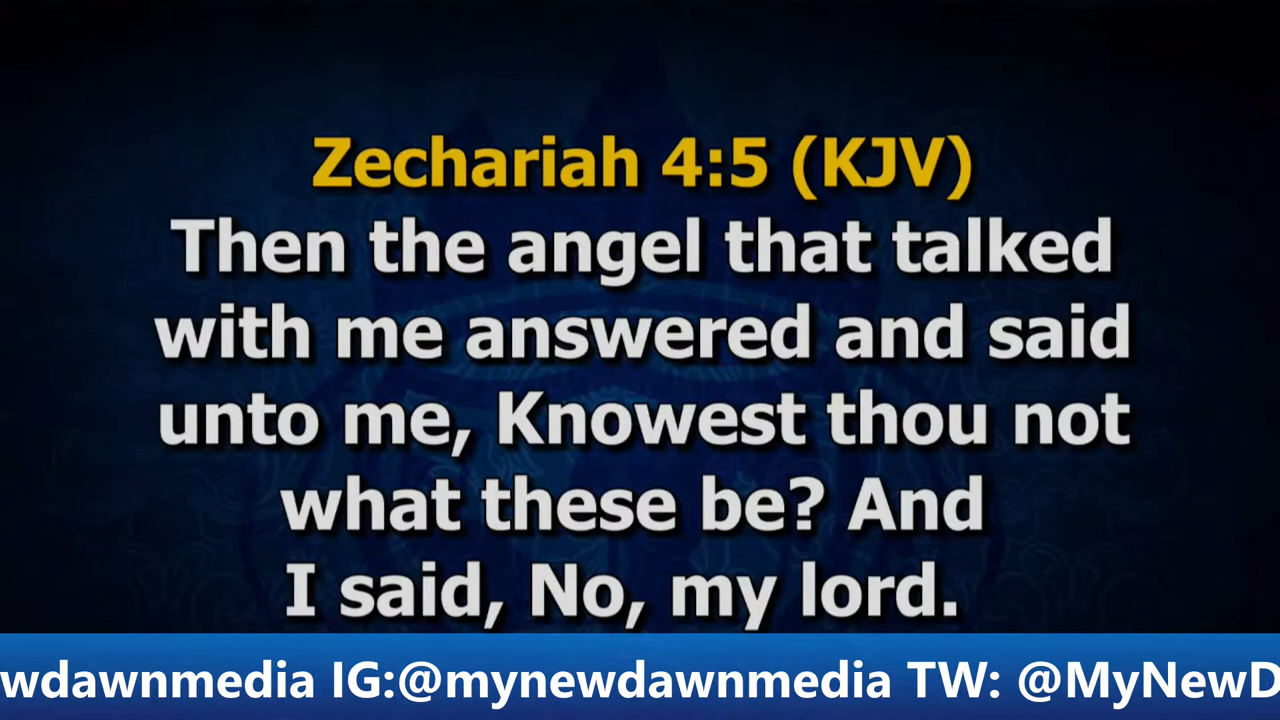 Zechariah 4:5 (KJV)
Then the angel that talked
with me answered and said
unto me, Knowest thou not
what these be? And
I said, No, my lord.
wdawnmedia IG:@mynewdawnmedia TW: @MyNewD